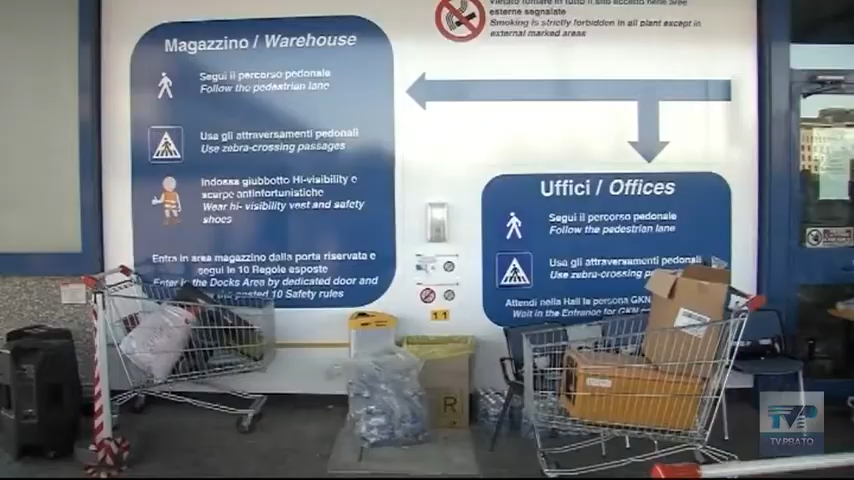 Vietato fumare in tutto il sito eccetto nelle aree
esterne segnalate
Smoking is strictly forbidden in all plant except in
external marked areas
Magazzino / Warehouse
Segui il percorso pedonale
Follow the pedestrian lane
Usa gli attraversamenti pedonali
Use zebra-crossing passages
Indossa giubbotto Hi-visibility e
scarpe antinfortunistiche
Wear hi- visibility vest and safety
shoes
Entra in area magazzino dalla porta riservata e
segui le 10 Regole esposte
Enter in the Docks Area by dedicated door and
posted 10 Safety rules
Uffici / Offices
Segui il percorso pedonale
Follow the pedestrian lane
Usa gli attraversamenti pedonali
Use zebra-crossing
Attendi nella Hall la persona GKN
Wait in the Entrance for GKN
11
R
TVP
TV PRATO